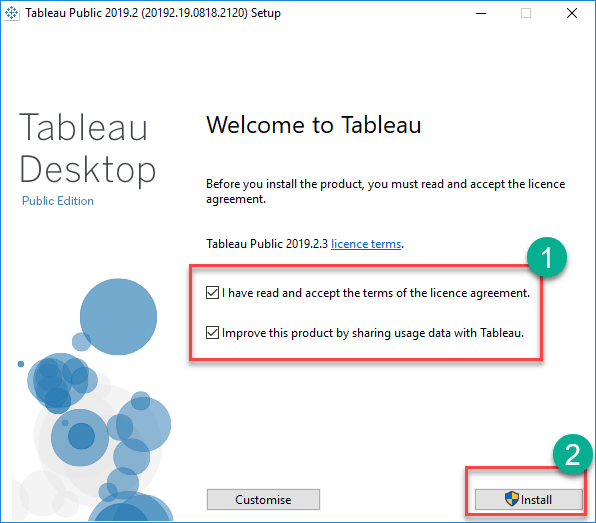 Tableau Public 2019.2 (20192.19.0818.2120) Setup
Tableau
Desktop
Public Edition
Welcome to Tableau
Before you install the product, you must read and accept the licence
agreement.
Tableau Public 2019.2.3 licence terms.
1
I have read and accept the terms of the licence agreement.
Improve this product by sharing usage data with Tableau.
2
Customise
Install